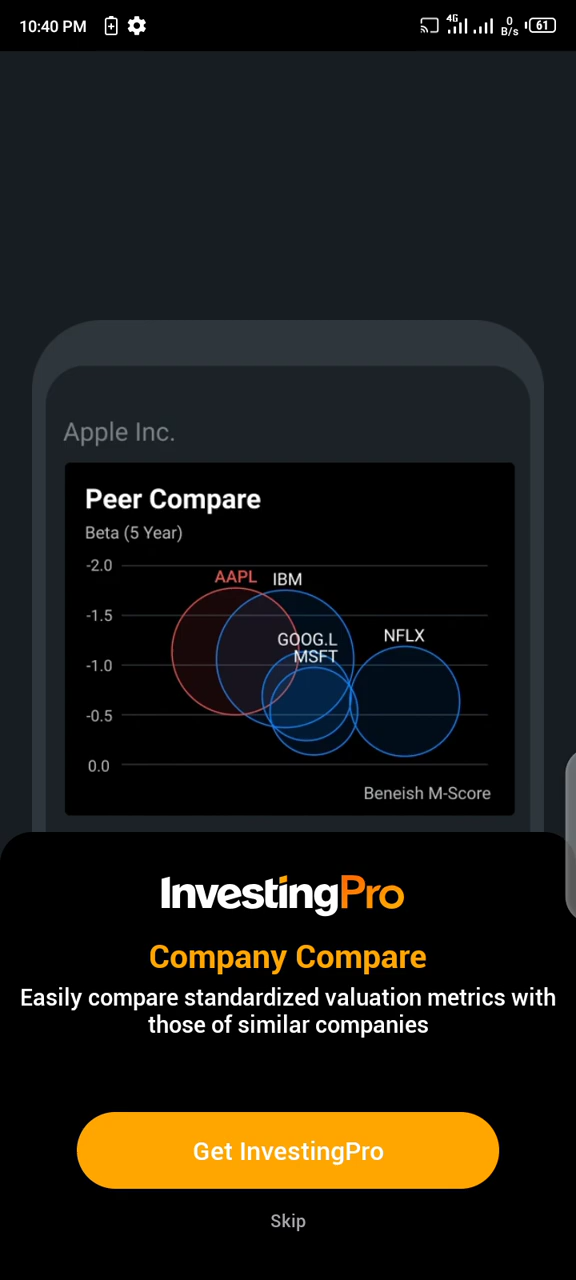 10:40 PM 4G 0 B/s 61
Apple Inc.
Peer Compare
Beta (5 Year)
-2.0
AAPL IBM
-1.5
GOOG.L NFLX
MSFT
-1.0
-0.5
0.0
Beneish M-Score
InvestingPro
Company Compare
Easily compare standardized valuation metrics with
those of similar companies
Get InvestingPro
Skip